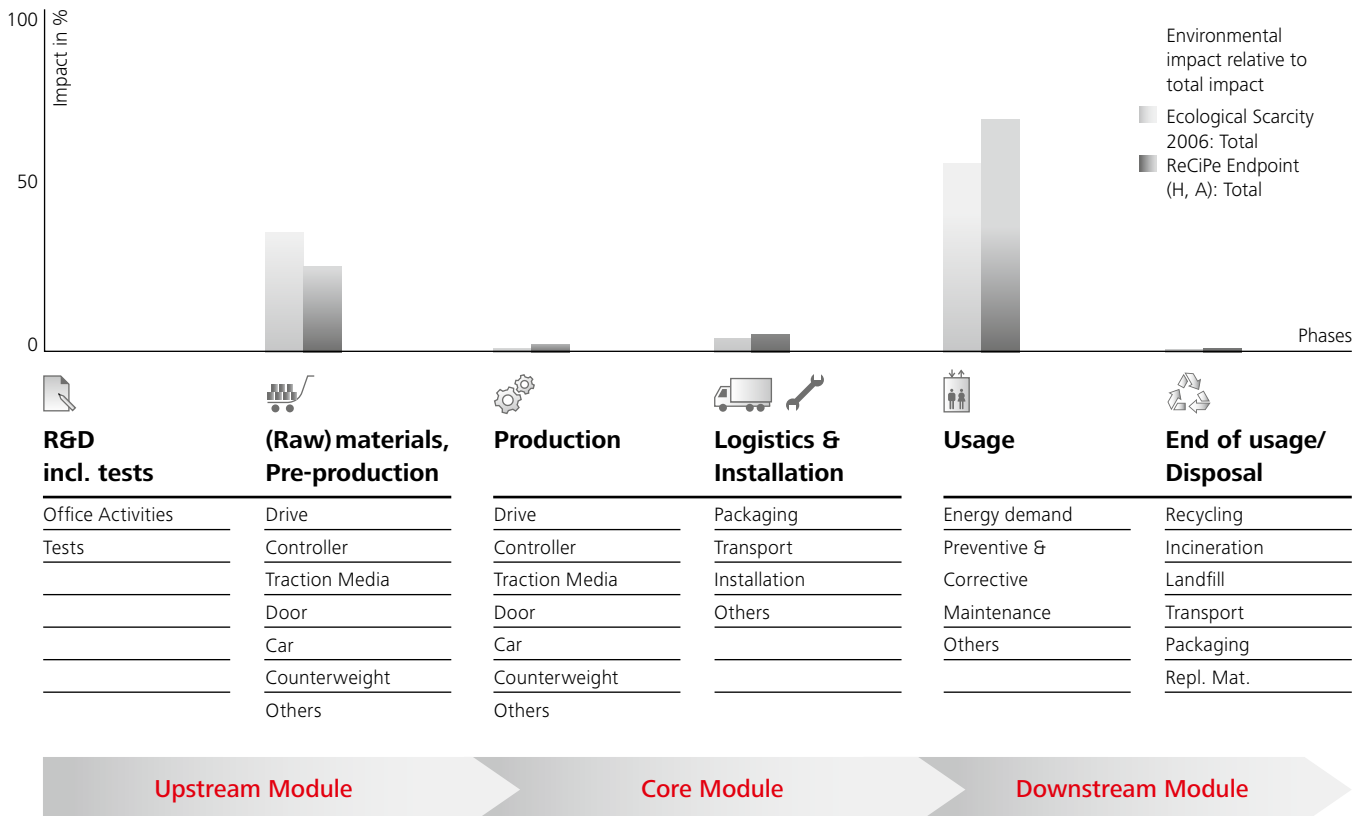 100
Impact in %
50
0
Environmental
impact relative to
total impact
Ecological Scarcity
2006: Total
ReCiPe Endpoint
(H, A): Total
Phases
R&D
incl. tests
Office Activities
Tests
(Raw) materials,
Pre-production
Drive
Controller
Traction Media
Door
Car
Counterweight
Others
Production
Drive
Controller
Traction Media
Door
Car
Counterweight
Others
Logistics &
Installation
Packaging
Transport
Installation
Others
Usage
Energy demand
Preventive &
Corrective
Maintenance
Others
End of usage/
Disposal
Recycling
Incineration
Landfill
Transport
Packaging
Repl. Mat.
Upstream Module
Core Module
Downstream Module